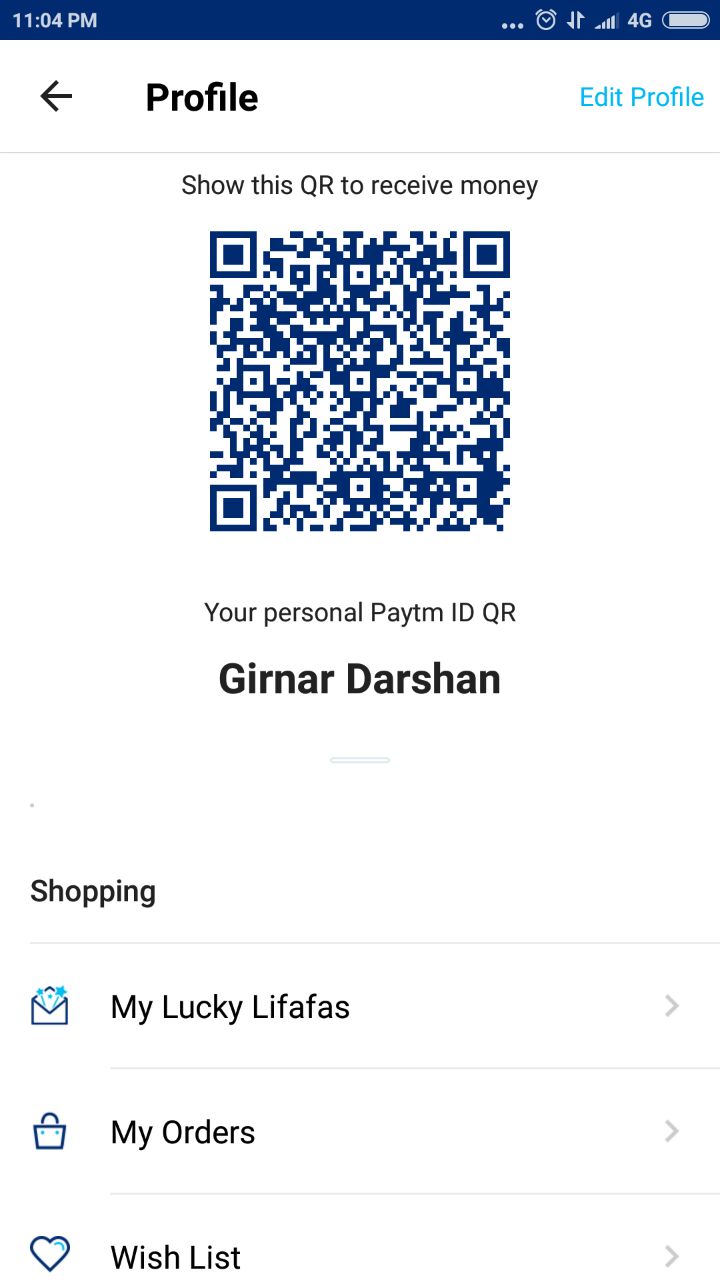 11:04 PM
4G
Profile
Edit Profile
Show this QR to receive money
Your personal Paytm ID QR
Girnar Darshan
Shopping
My Lucky Lifafas
My Orders
Wish List